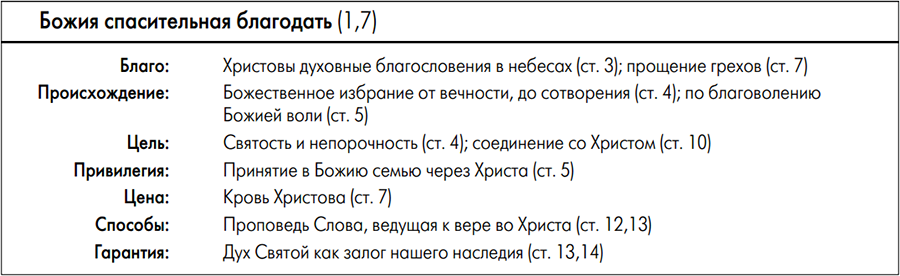 Божия спасительная благодать (1,7)
Благо: Христовы духовные благословения в небесах (ст. 3); прощение грехов (ст. 7)
Происхождение: Божественное избрание от вечности, до сотворения (ст. 4); по благоволению
Божией воли (ст. 5)
Цель: Святость и непорочность (ст. 4); соединение со Христом (ст. 10)
Привилегия: Принятие в Божию семью через Христа (ст. 5)
Цена: Кровь Христова (ст. 7)
Способы: Проповедь Слова, ведущая к вере во Христа (ст. 12,13)
Гарантия: Дух Святой как залог нашего наследия (ст. 13,14)